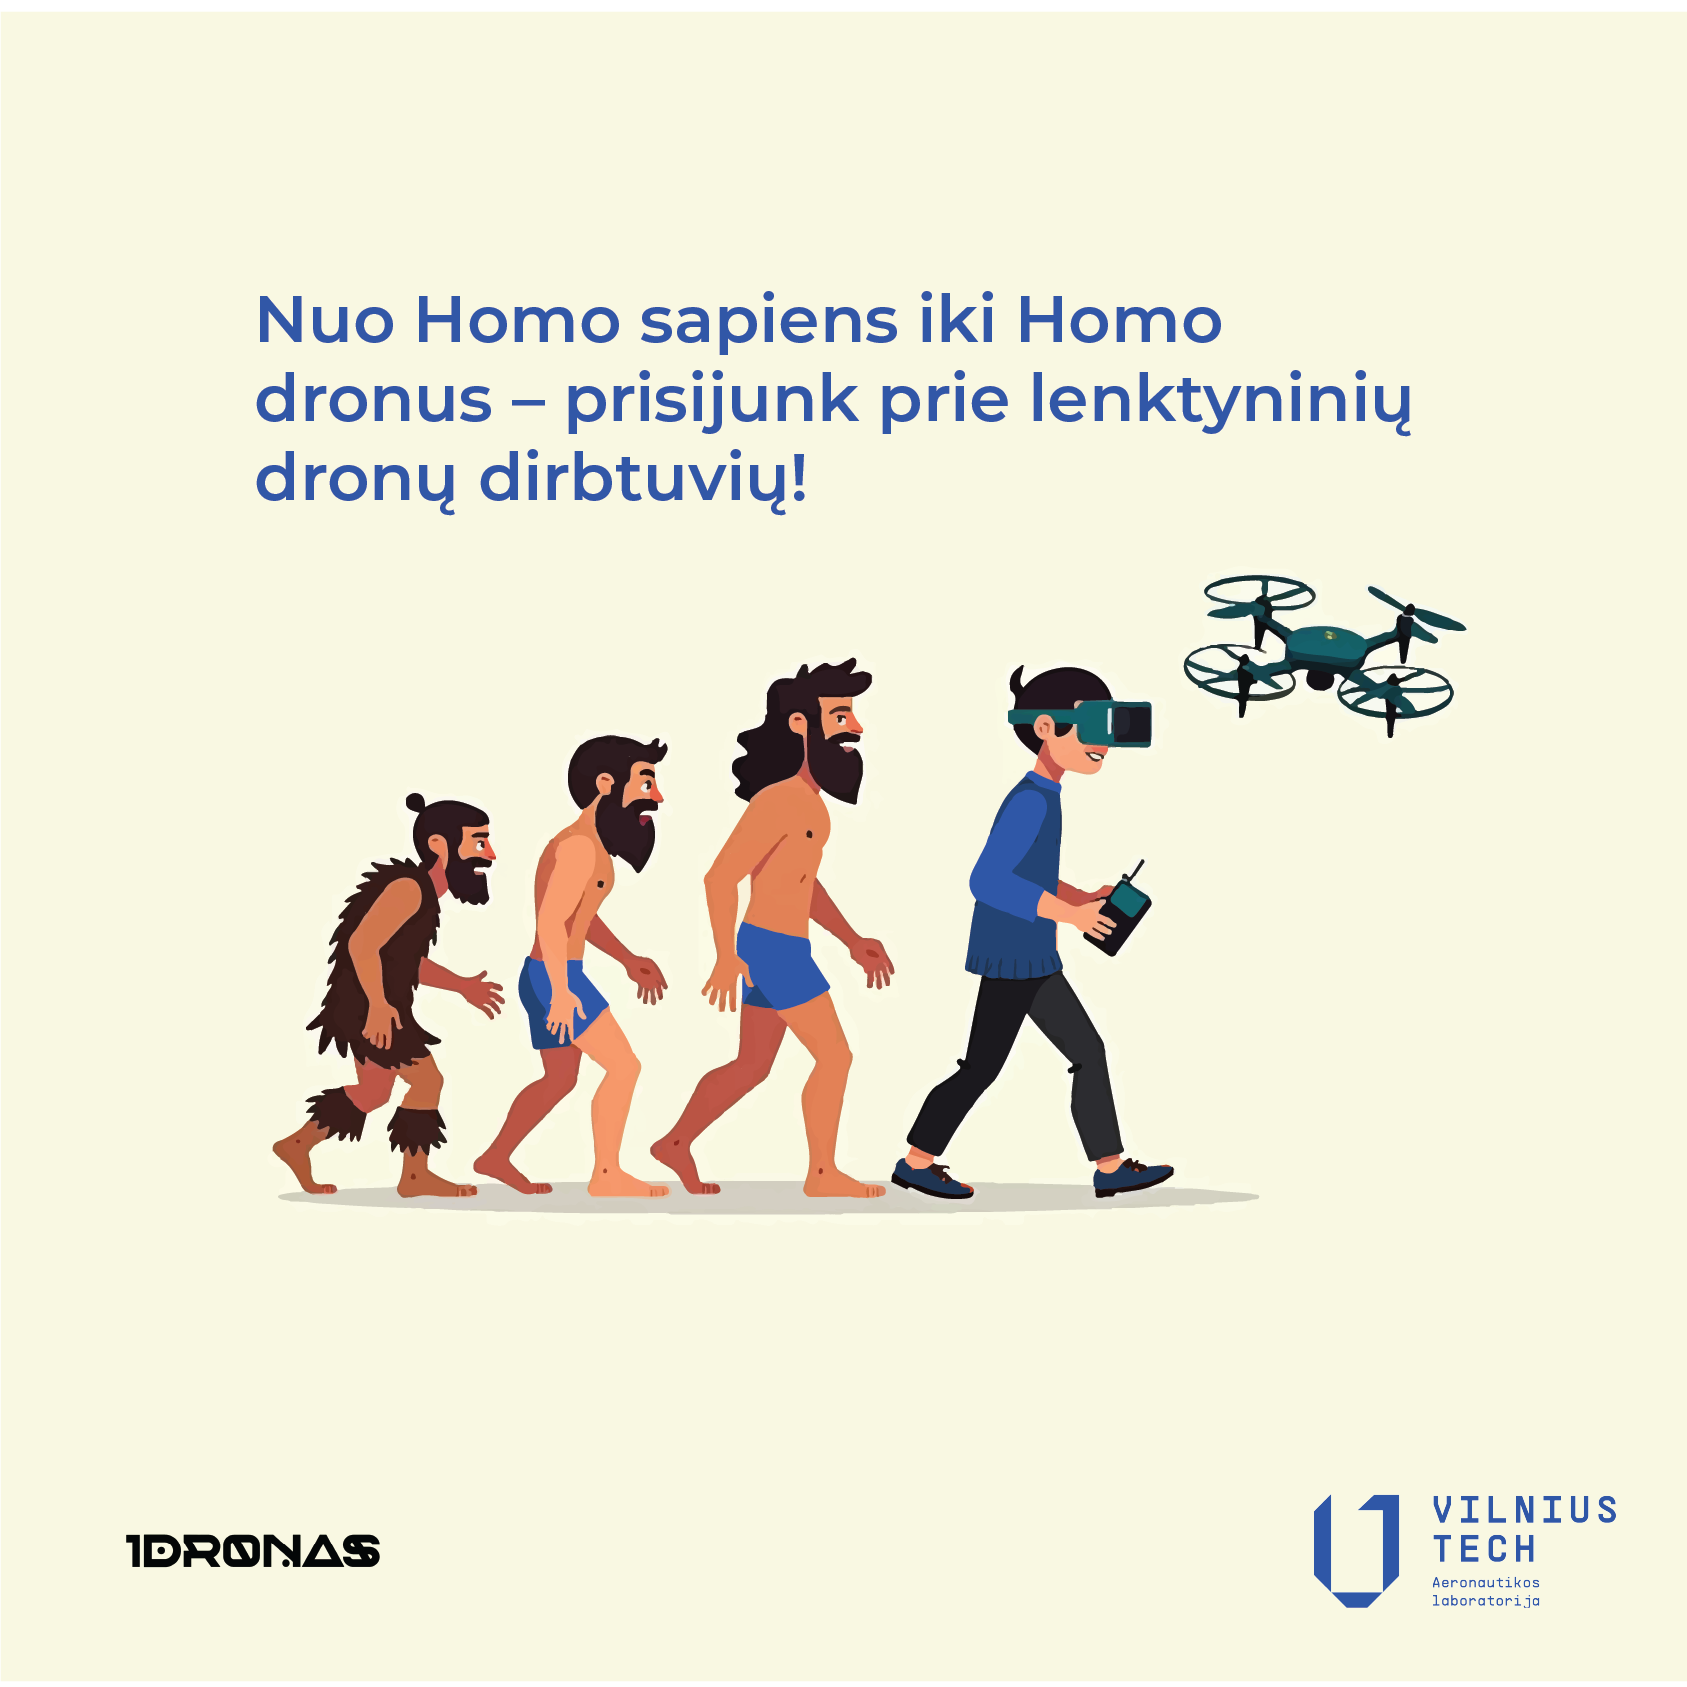 Nuo Homo sapiens iki Homo
dronus – prisijunk prie lenktyninių
dronų dirbtuvių!
1DRONAS
VILNIUS
TECH
Aeronautikos
laboratorija